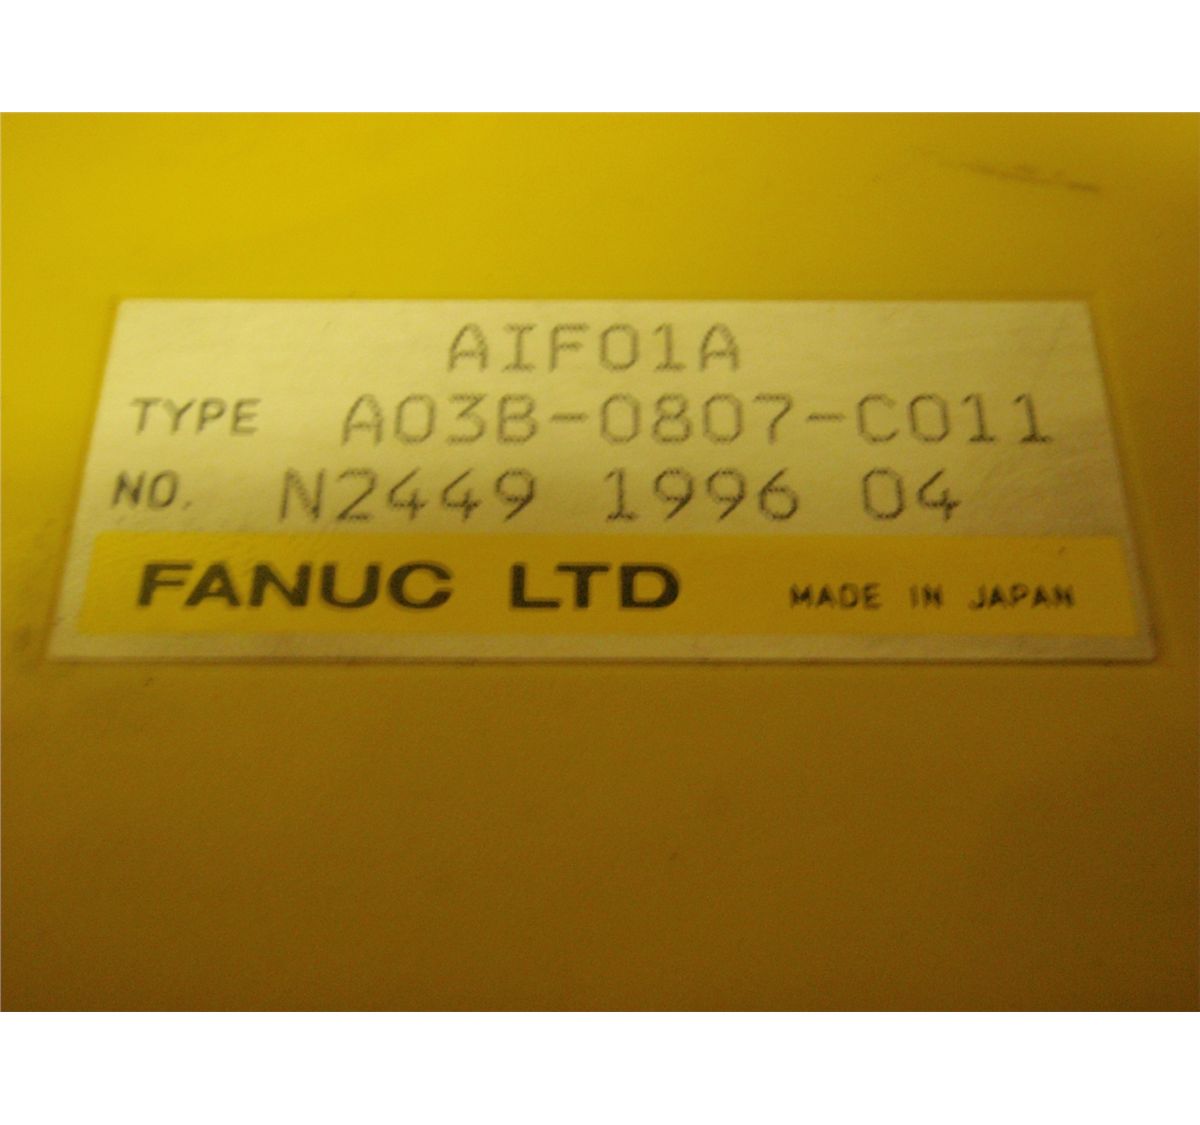 AIF01A
TYPE A03B-0807-C011
NO. N2449 1996 04
FANUC LTD MADE IN JAPAN